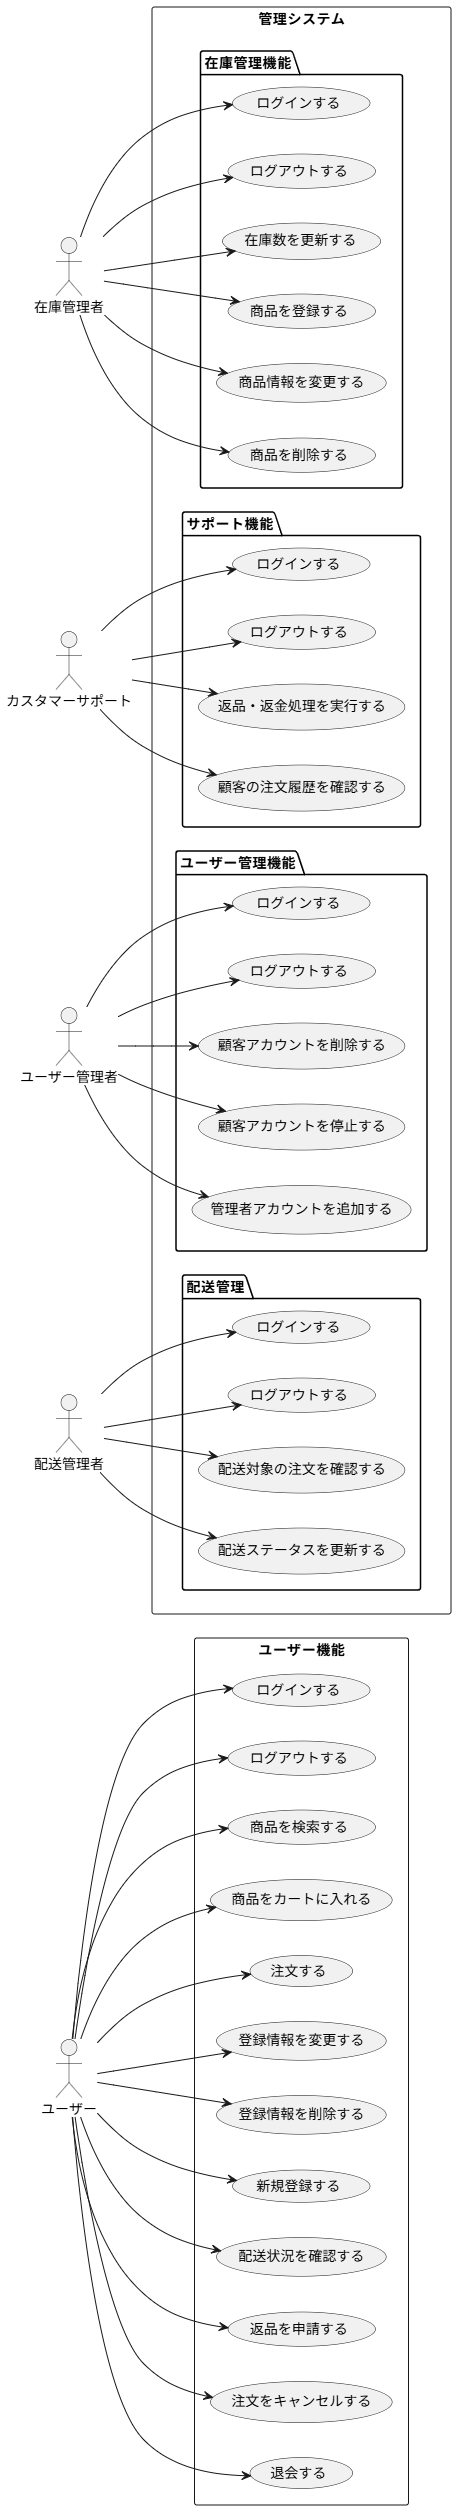 管理システム
在庫管理機能
ログインする
ログアウトする
在庫数を更新する
商品を登録する
商品情報を変更する
商品を削除する
在庫管理者
サポート機能
ログインする
ログアウトする
返品・返金処理を実行する
顧客の注文履歴を確認する
カスタマーサポート
ユーザー管理機能
ログインする
ログアウトする
顧客アカウントを削除する
顧客アカウントを停止する
管理者アカウントを追加する
ユーザー管理者
配送管理
ログインする
ログアウトする
配送対象の注文を確認する
配送ステータスを更新する
配送管理者
ユーザー機能
ログインする
ログアウトする
商品を検索する
商品をカートに入れる
注文する
登録情報を変更する
登録情報を削除する
新規登録する
配送状況を確認する
返品を申請する
注文をキャンセルする
退会する
ユーザー